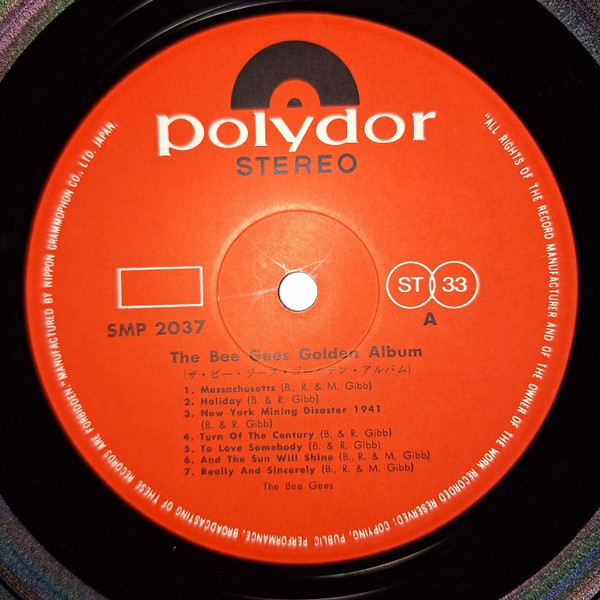 polydor
STEREO
ST 33
SMP 2037
A
The Bee Gees Golden Album
(ザ・ビー・ジーズ・ゴールデン・アルバム)
1. Massachusetts (B., R. & M. Gibb)
2. Holiday (B. & R. Gibb)
3. New York Mining Disaster 1941
(B. & R. Gibb)
4. Turn Of The Century (B. & R. Gibb)
5. To Love Somebody (B. & R. Gibb)
6. And The Sun Will Shine (B., R. & M. Gibb)
7. Really And Sincerely (B., R. & M. Gibb)
The Bee Gees
"ALL RIGHTS OF THE RECORD MANUFACTURER AND OF THE OWNER OF THE WORK RECORDED RESERVED: COPYING, PUBLIC PERFORMANCE, BROADCASTING OF THESE RECORDS ARE FORBIDDEN" MANUFACTURED BY NIPPON GRAMMOPHON CO., LTD. JAPAN.